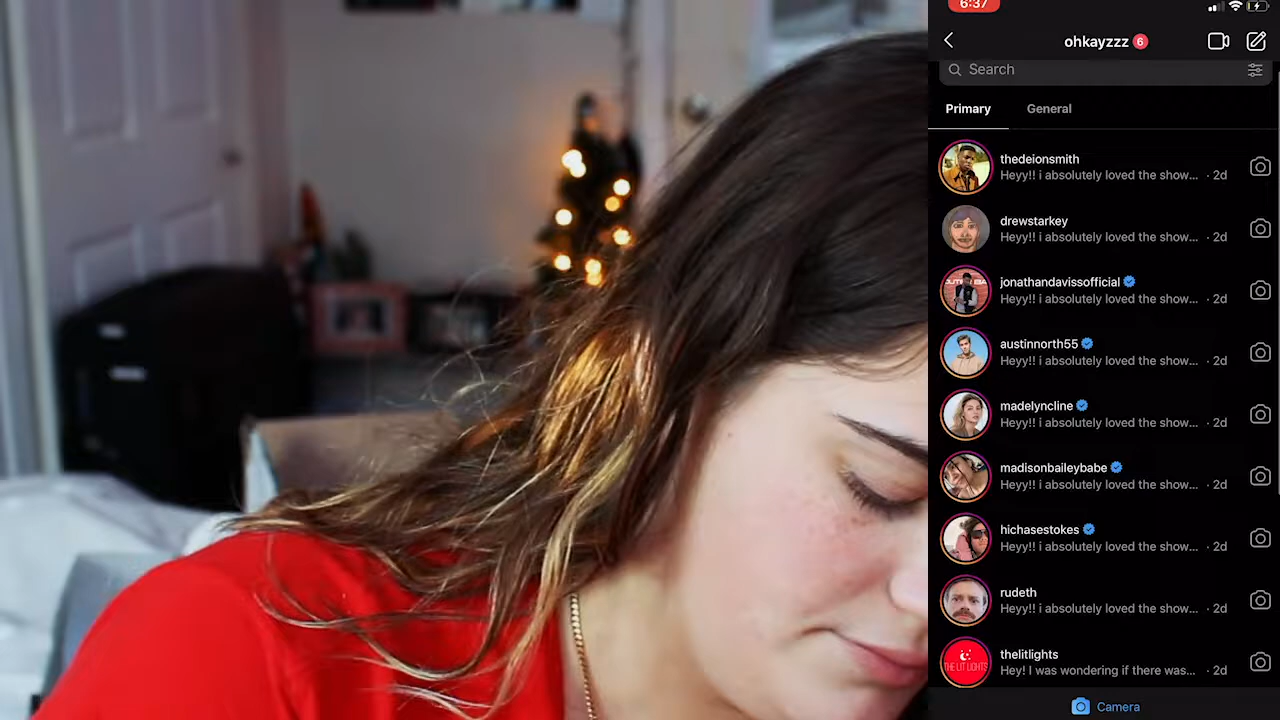 6:37
ohkayzzz 6
Search
Primary General
thedeionsmith
Heyy!! i absolutely loved the show... · 2d
drewstarkey
Heyy!! i absolutely loved the show... · 2d
jonathandavissofficial
Heyy!! i absolutely loved the show... · 2d
austinnorth55
Heyy!! i absolutely loved the show... · 2d
madelyncline
Heyy!! i absolutely loved the show... · 2d
madisonbaileybabe
Heyy!! i absolutely loved the show... · 2d
hichasestokes
Heyy!! i absolutely loved the show... · 2d
rudeth
Heyy!! i absolutely loved the show... · 2d
thelitlights
Hey! I was wondering if there was... · 2d
THE LIT LIGHTS
Camera